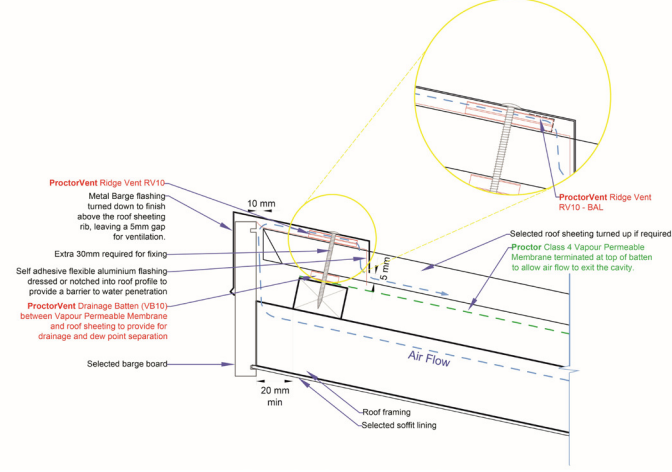 ProctorVent Ridge Vent RV10
Metal Barge flashing
turned down to finish
above the roof sheeting
rib, leaving a 5mm gap
for ventilation.
Extra 30mm required for fixing
Self adhesive flexible aluminium flashing
dressed or notched into roof profile to
provide a barrier to water penetration
ProctorVent Drainage Batten (VB10)
between Vapour Permeable Membrane
and roof sheeting to provide for
drainage and dew point separation
Selected barge board
10 mm
5 mm
20 mm
min
Air Flow
Roof framing
Selected soffit lining
ProctorVent Ridge Vent
RV10 - BAL
Selected roof sheeting turned up if required
Proctor Class 4 Vapour Permeable
Membrane terminated at top of batten
to allow air flow to exit the cavity.